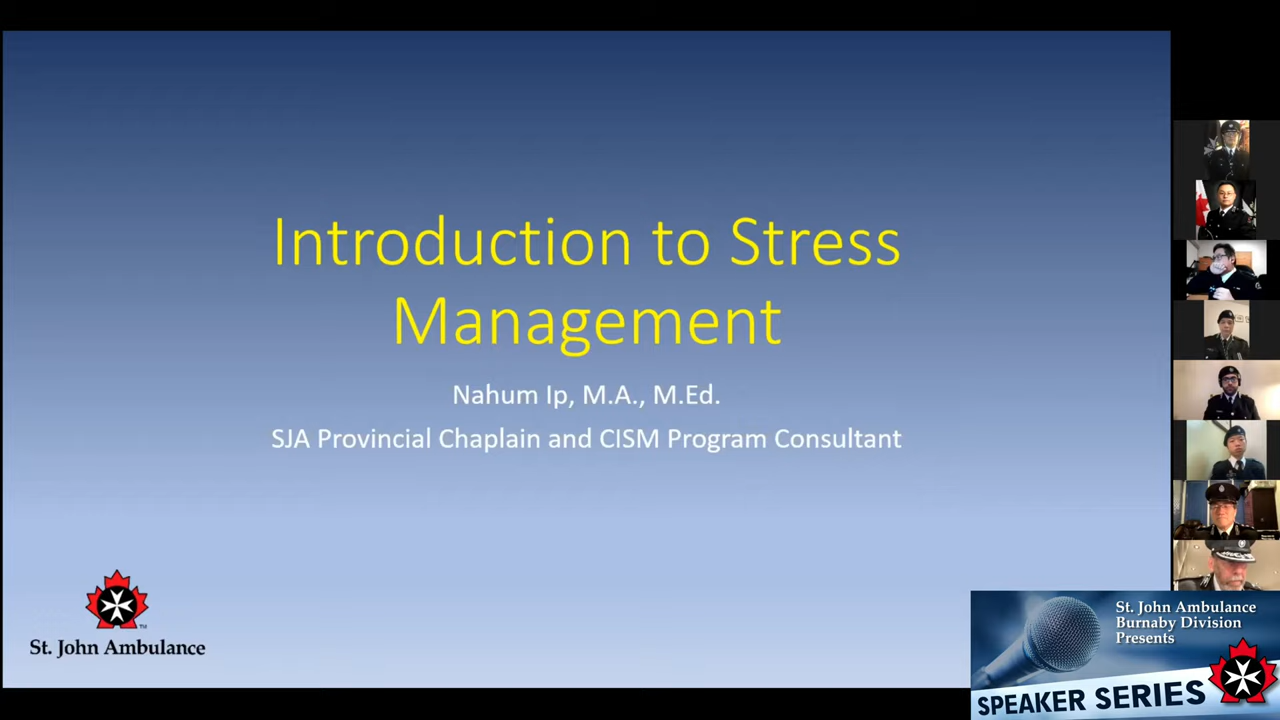 Introduction to Stress
Management
Nahum Ip, M.A., M.Ed.
SJA Provincial Chaplain and CISM Program Consultant
TM
St. John Ambulance
St. John Ambulance
Burnaby Division
Presents
SPEAKER SERIES